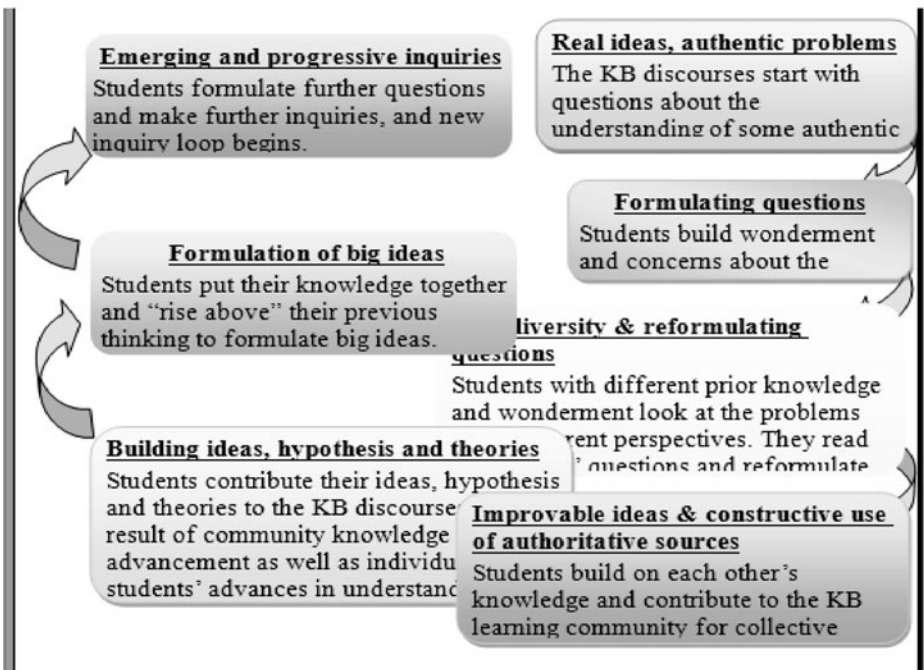 Emerging and progressive inquiries
Students formulate further questions
and make further inquiries, and new
inquiry loop begins.
Real ideas, authentic problems
The KB discourses start with
questions about the
understanding of some authentic
Formulating questions
Students build wonderment
and concerns about the
Formulation of big ideas
Students put their knowledge together
and “rise above” their previous
thinking to formulate big ideas.
diversity & reformulating
questions
Students with different prior knowledge
and wonderment look at the problems
perspectives. They read
questions and reformulate
Building ideas, hypothesis and theories
Students contribute their ideas, hypothesis
and theories to the KB discourse
result of community knowledge
advancement as well as
students’ advances in
Improvable ideas & constructive use
of authoritative sources
Students build on each other’s
knowledge and contribute to the KB
learning community for collective